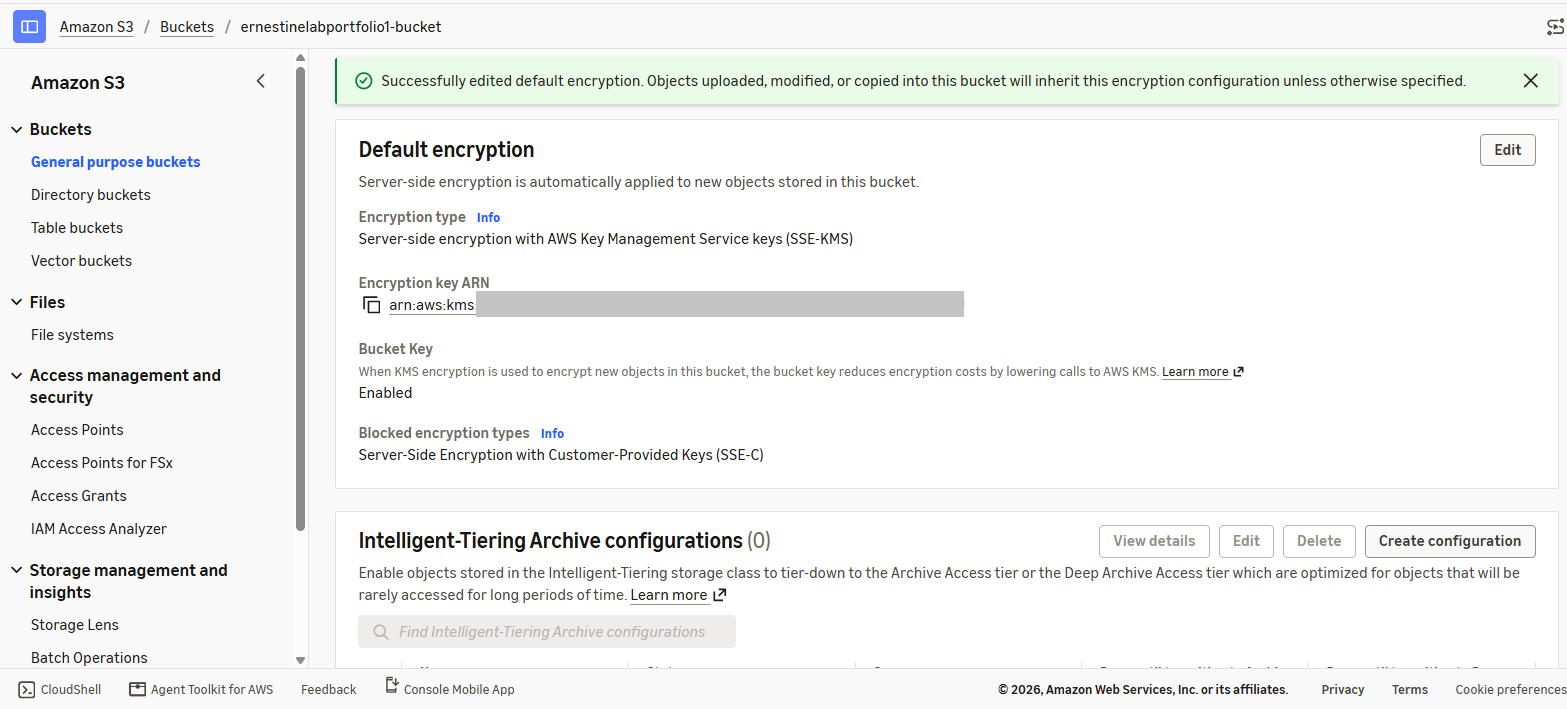 Amazon S3 / Buckets / ernestinelabportfolio1-bucket
Amazon S3
Buckets
General purpose buckets
Directory buckets
Table buckets
Vector buckets
Files
File systems
Access management and
security
Access Points
Access Points for FSx
Access Grants
IAM Access Analyzer
Storage management and
insights
Storage Lens
Batch Operations
Successfully edited default encryption. Objects uploaded, modified, or copied into this bucket will inherit this encryption configuration unless otherwise specified.
Default encryption
Edit
Server-side encryption is automatically applied to new objects stored in this bucket.
Encryption type Info
Server-side encryption with AWS Key Management Service keys (SSE-KMS)
Encryption key ARN
arn:aws:kms:
Bucket Key
When KMS encryption is used to encrypt new objects in this bucket, the bucket key reduces encryption costs by lowering calls to AWS KMS. Learn more
Enabled
Blocked encryption types Info
Server-Side Encryption with Customer-Provided Keys (SSE-C)
Intelligent-Tiering Archive configurations (0)
View details Edit Delete Create configuration
Enable objects stored in the Intelligent-Tiering storage class to tier-down to the Archive Access tier or the Deep Archive Access tier which are optimized for objects that will be
rarely accessed for long periods of time. Learn more
Find Intelligent-Tiering Archive configurations
CloudShell Agent Toolkit for AWS Feedback Console Mobile App © 2026, Amazon Web Services, Inc. or its affiliates. Privacy Terms Cookie preferences